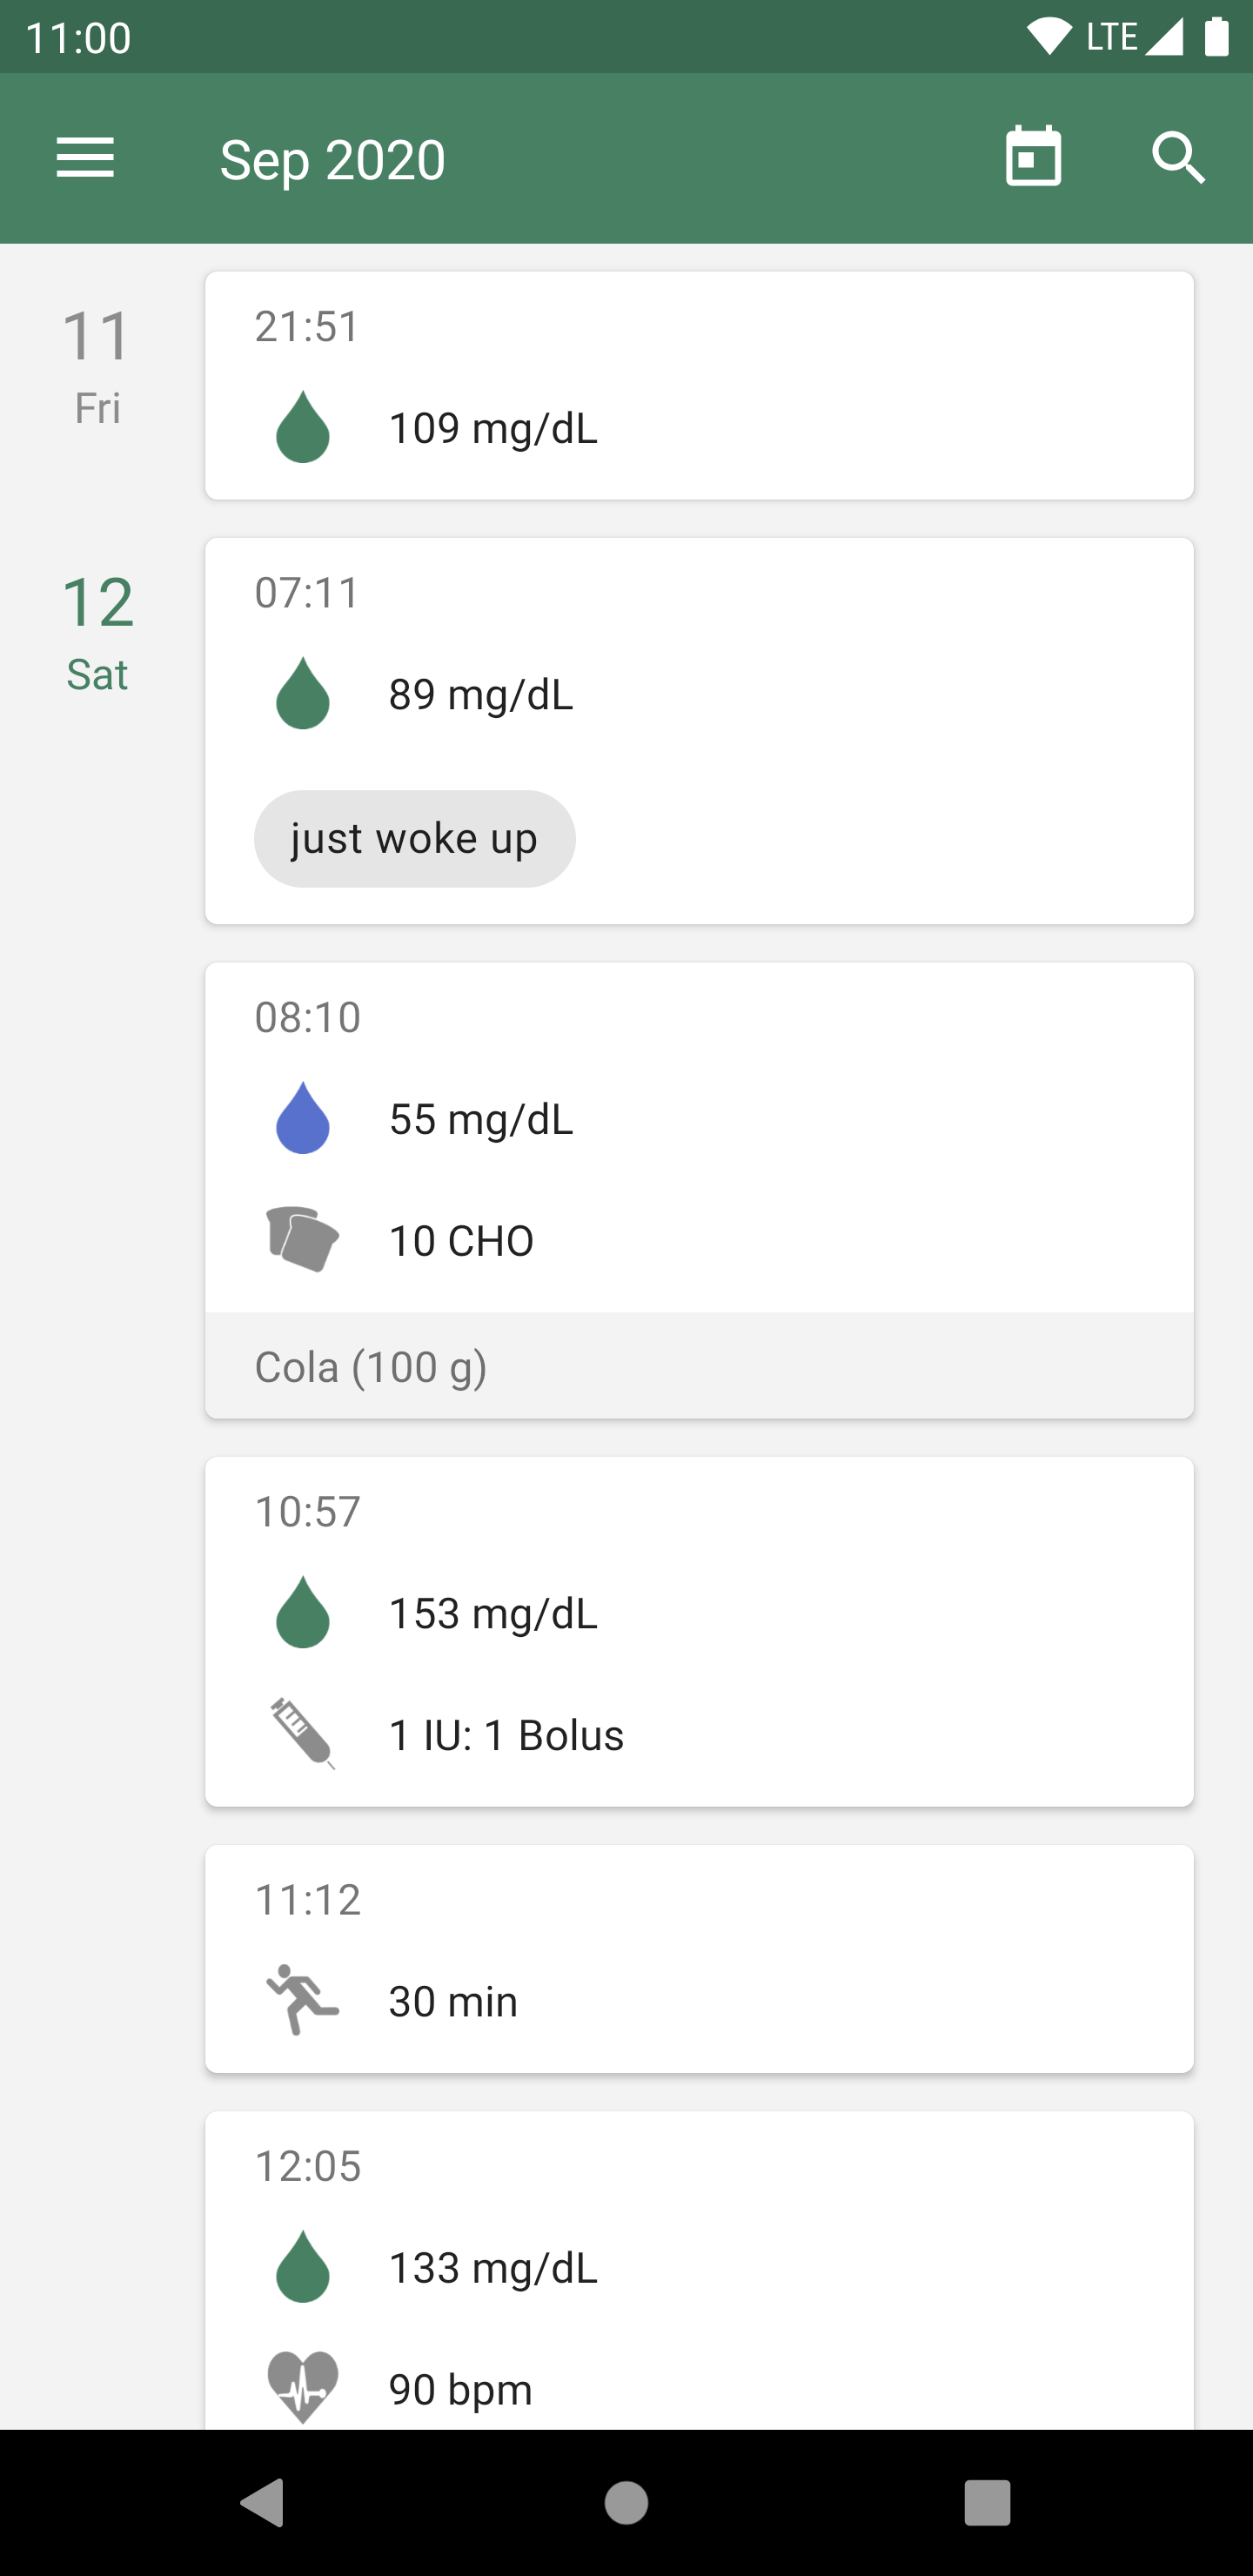 11:00 LTE
Sep 2020
11
Fri
21:51
109 mg/dL
12
Sat
07:11
89 mg/dL
just woke up
08:10
55 mg/dL
10 CHO
Cola (100 g)
10:57
153 mg/dL
1 IU: 1 Bolus
11:12
30 min
12:05
133 mg/dL
90 bpm